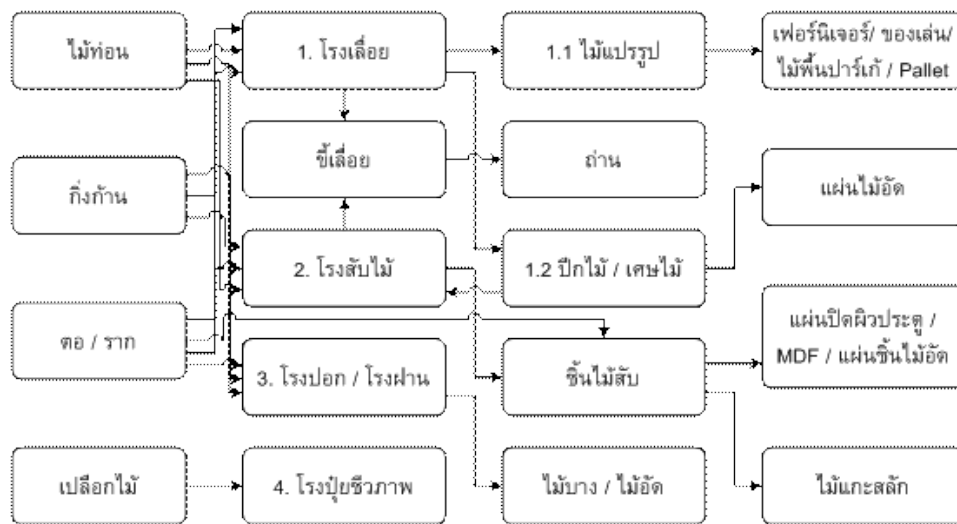 ไม้ท่อน
1. โรงเลื่อย
1.1 ไม้แปรรูป
เฟอร์นิเจอร์/ ของเล่น/
ไม้พื้นปาร์เก้ / Pallet
ขี้เลื่อย
ถ่าน
กิ่งก้าน
แผ่นไม้อัด
2. โรงสับไม้
1.2 ปีกไม้ / เศษไม้
ตอ / ราก
แผ่นปิดผิวประตู /
MDF / แผ่นชิ้นไม้อัด
3. โรงปอก / โรงฝาน
ชิ้นไม้สับ
เปลือกไม้
4. โรงปุ๋ยชีวภาพ
ไม้บาง / ไม้อัด
ไม้แกะสลัก